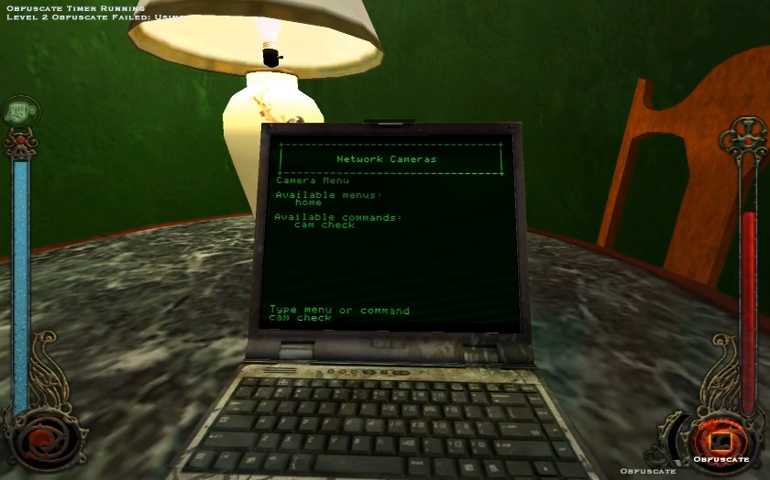 Obfuscate Timer Running
Level 2 Obfuscate Failed: Using
Network Cameras
Camera Menu
Available menus:
home
Available commands:
cam check
Type menu or command
cam check
Obfuscate
Obfuscate